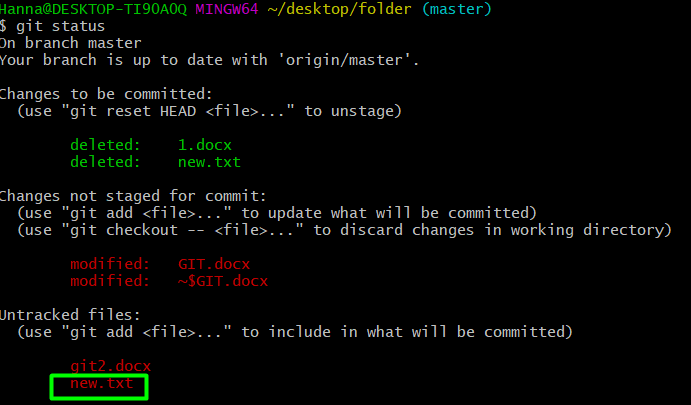 Hanna@DESKTOP-TI9OAOQ MINGW64 ~/desktop/folder (master)
$ git status
On branch master
Your branch is up to date with 'origin/master'.
Changes to be committed:
(use "git reset HEAD <file>..." to unstage)
deleted: 1.docx
deleted: new.txt
Changes not staged for commit:
(use "git add <file>..." to update what will be committed)
(use "git checkout -- <file>..." to discard changes in working directory)
modified: GIT.docx
modified: ~$GIT.docx
Untracked files:
(use "git add <file>..." to include in what will be committed)
git2.docx
new.txt